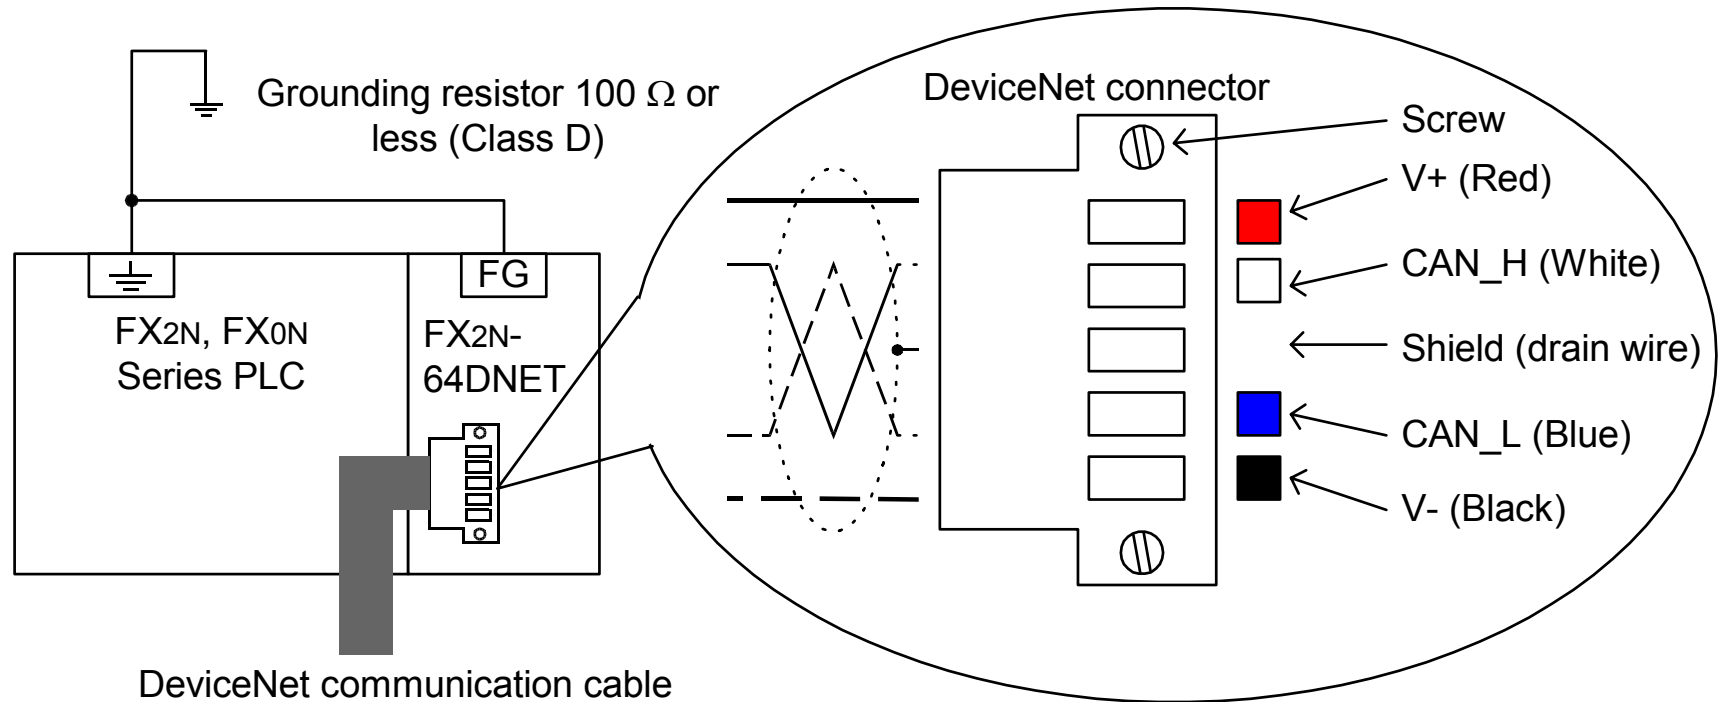 Grounding resistor 100 Ω or
less (Class D)
FG
FX2N, FX0N
Series PLC
FX2N-
64DNET
DeviceNet communication cable
DeviceNet connector
Screw
V+ (Red)
CAN_H (White)
Shield (drain wire)
CAN_L (Blue)
V- (Black)